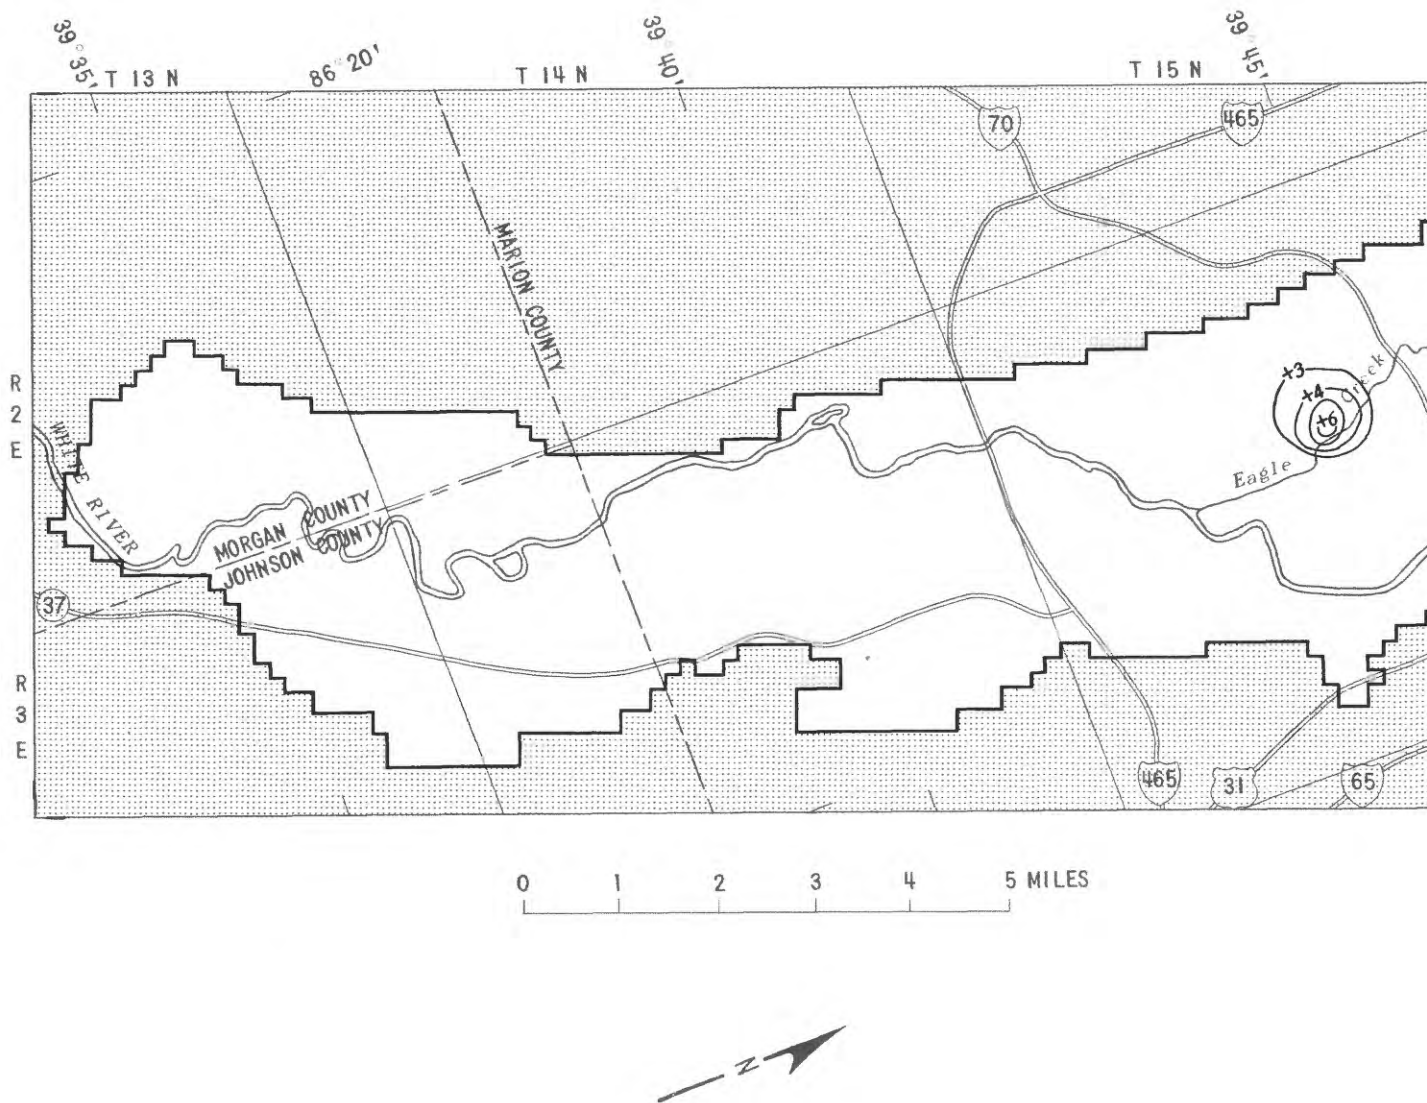 39°35'
T 13 N
86°20'
T 14 N
39°40'
T 15 N
39°45'
70
465
MARION COUNTY
R
2
E
+3
+4
+6
Creek
Eagle
WHITE RIVER
MORGAN COUNTY
JOHNSON COUNTY
37
R
3
E
465
31
65
0 1 2 3 4 5 MILES
N